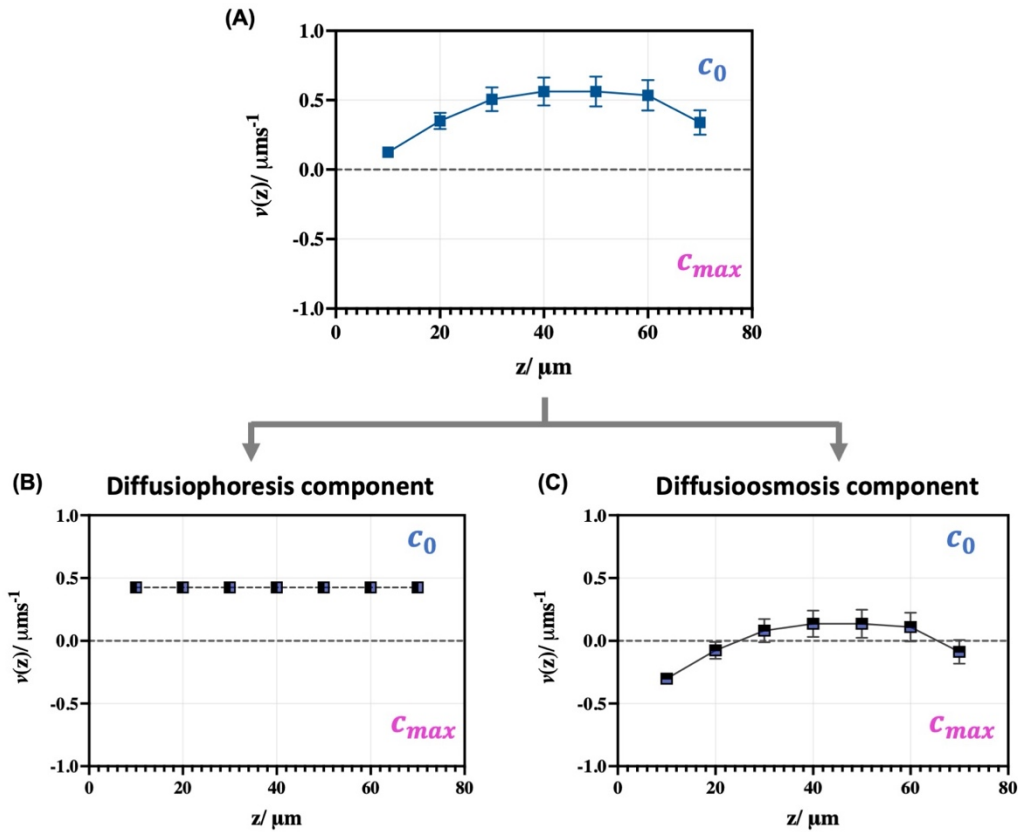 (A)
1.0
0.5
0.0
-0.5
-1.0
v(z)/ μms⁻¹
c₀
cₘₐₓ
0 20 40 60 80
z/ μm
(B) Diffusiophoresis component
1.0
0.5
0.0
-0.5
-1.0
v(z)/ μms⁻¹
c₀
cₘₐₓ
0 20 40 60 80
z/ μm
(C) Diffusioosmosis component
1.0
0.5
0.0
-0.5
-1.0
v(z)/ μms⁻¹
c₀
cₘₐₓ
0 20 40 60 80
z/ μm